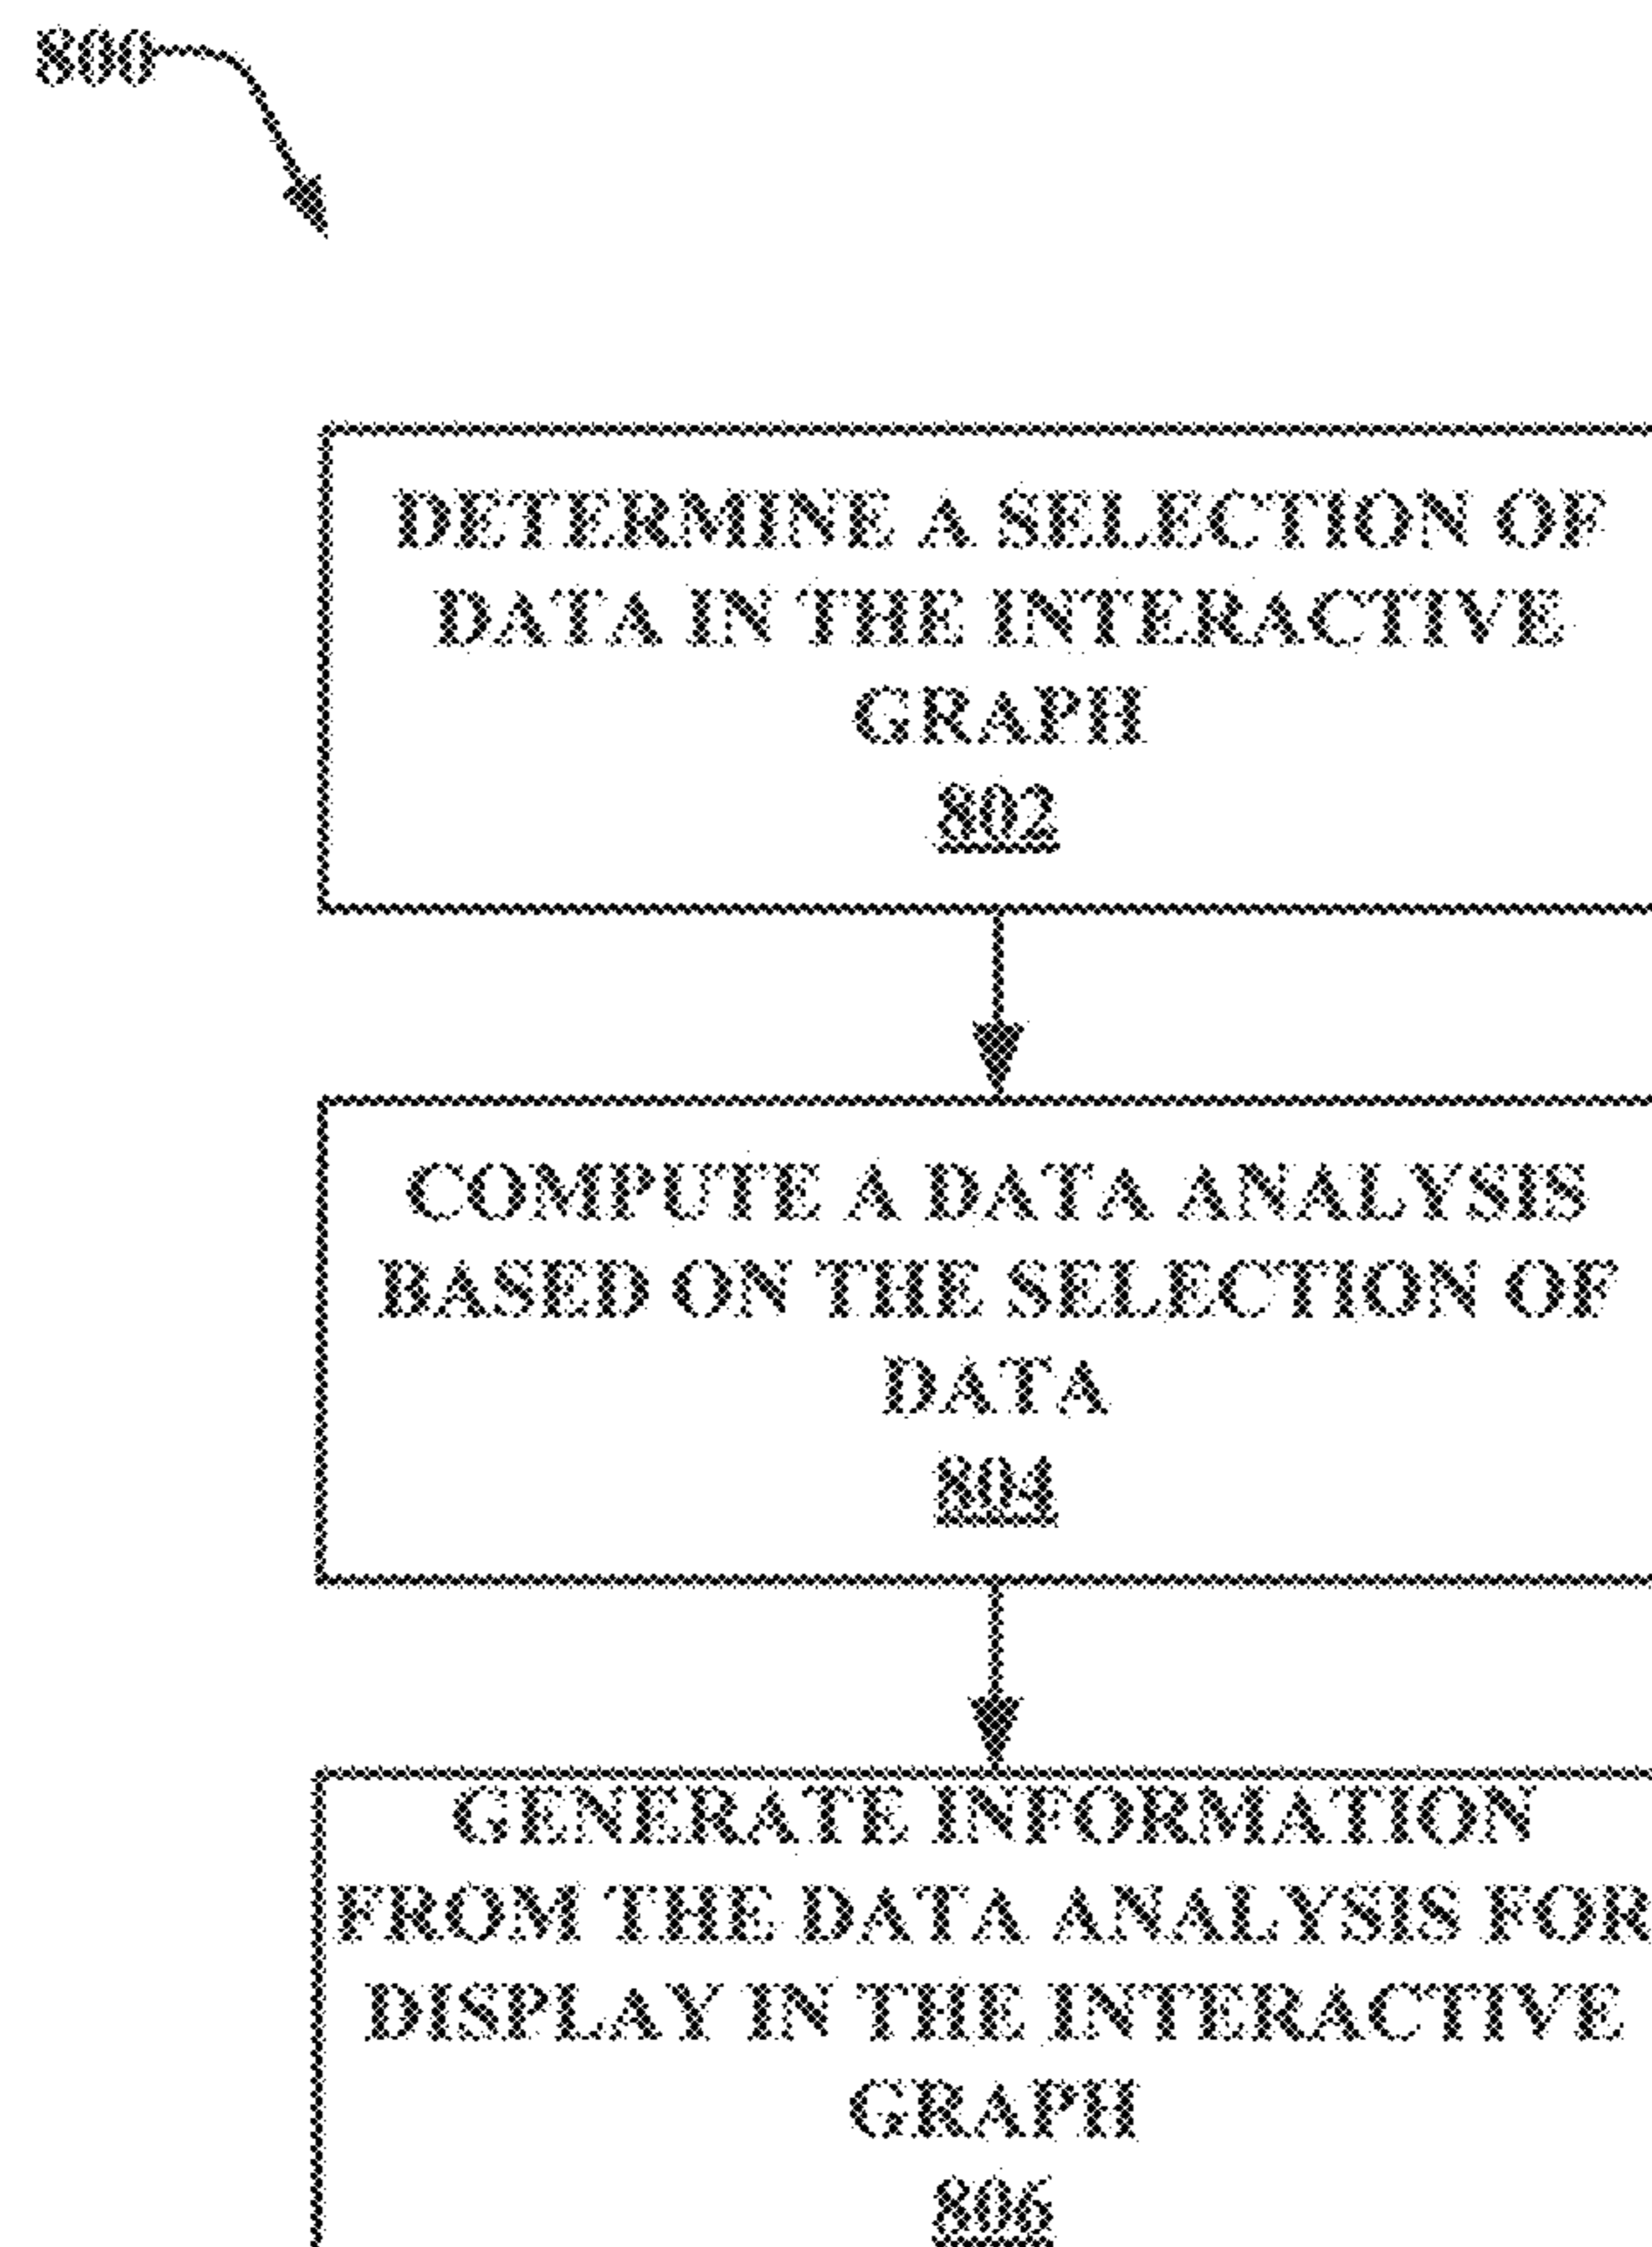 800
DETERMINE A SELECTION OF
DATA IN THE INTERACTIVE
GRAPH
802
COMPUTE A DATA ANALYSIS
BASED ON THE SELECTION OF
DATA
804
GENERATE INFORMATION
FROM THE DATA ANALYSIS FOR
DISPLAY IN THE INTERACTIVE
GRAPH
806